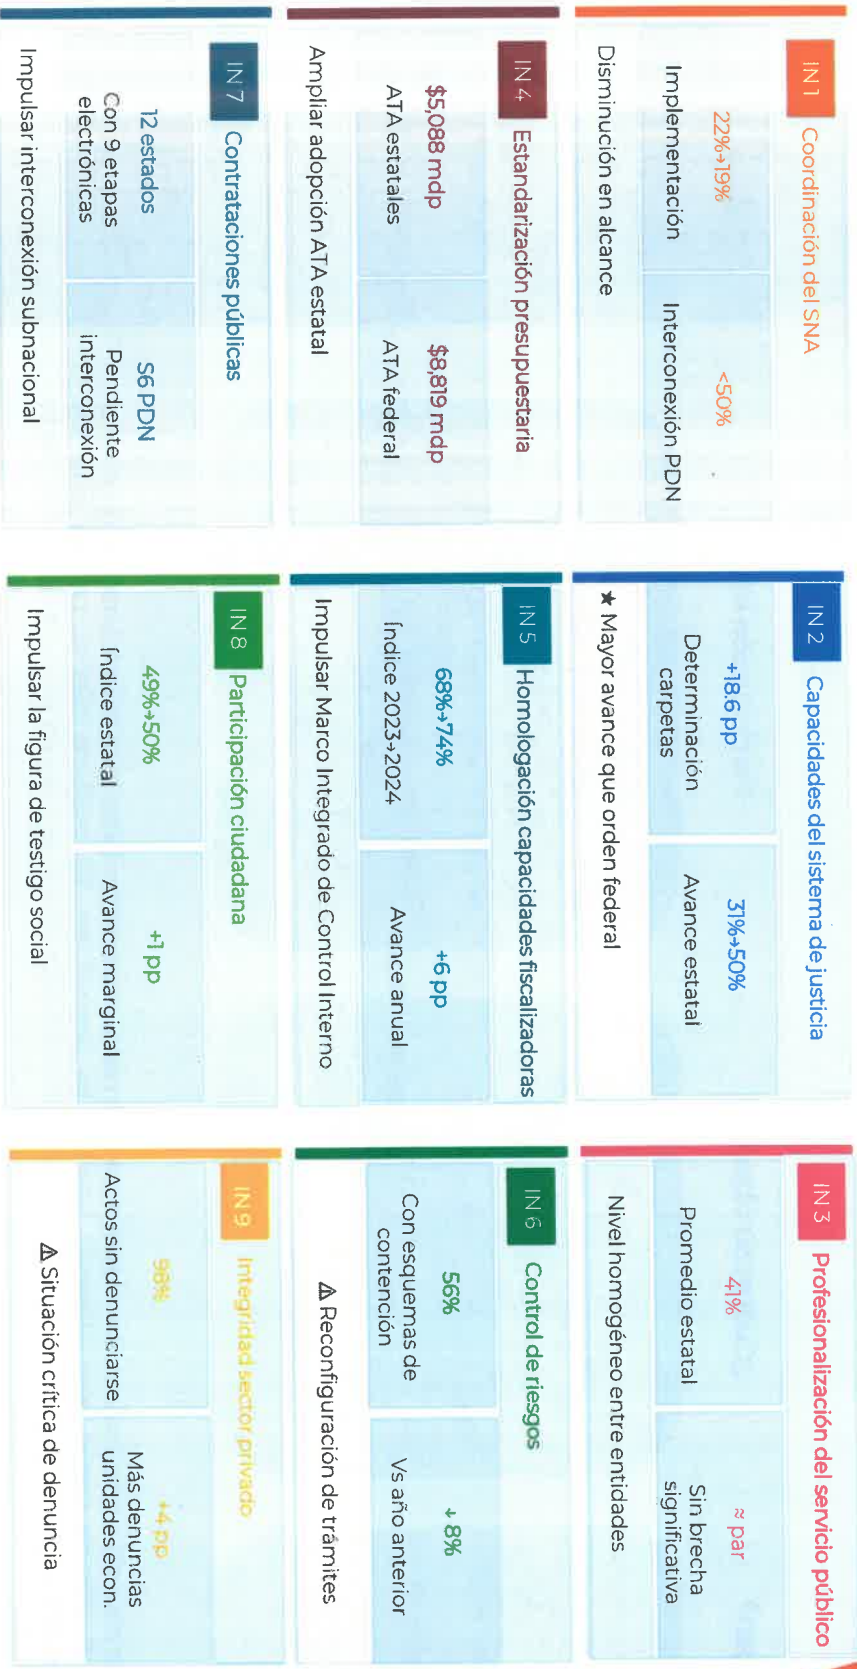 IN 1 Coordinación del SNA
22%→19%
Implementación
<50%
Interconexión PDN
Disminución en alcance
IN 2 Capacidades del sistema de justicia
+18.6 pp
Determinación
carpetas
31%→50%
Avance estatal
★ Mayor avance que orden federal
IN 3 Profesionalización del servicio público
41%
Promedio estatal
≈ par
Sin brecha
significativa
Nivel homogéneo entre entidades
IN 4 Estandarización presupuestaria
$5,088 mdp
ATA estatales
$8,819 mdp
ATA federal
Ampliar adopción ATA estatal
IN 5 Homologación capacidades fiscalizadoras
68%→74%
Índice 2023→2024
+6 pp
Avance anual
Impulsar Marco Integrado de Control Interno
IN 6 Control de riesgos
56%
Con esquemas de
contención
↓ 8%
Vs año anterior
⚠ Reconfiguración de trámites
IN 7 Contrataciones públicas
12 estados
Con 9 etapas
electrónicas
S6 PDN
Pendiente
interconexión
Impulsar interconexión subnacional
IN 8 Participación ciudadana
49%→50%
Índice estatal
+1 pp
Avance marginal
Impulsar la figura de testigo social
IN 9 Integridad sector privado
98%
Actos sin denunciarse
+4 pp
Más denuncias
unidades econ.
⚠ Situación crítica de denuncia